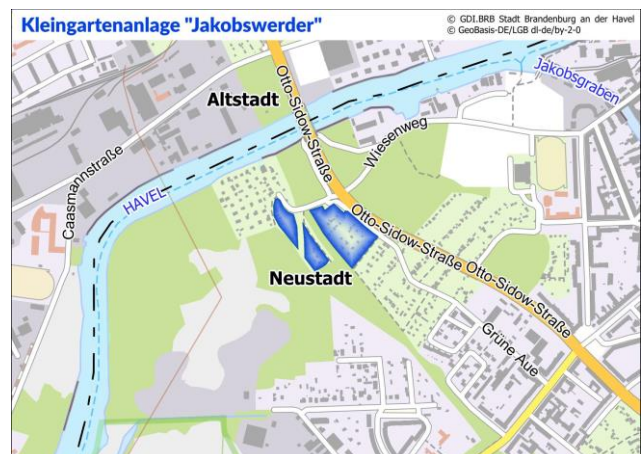 Kleingartenanlage "Jakobswerder"
© GDI.BRB Stadt Brandenburg an der Havel
© GeoBasis-DE/LGB dl-de/by-2-0
Jakobsgraben
Altstadt
Otto-Sidow-Straße
Wiesenweg
Caasmannstraße
HAVEL
Otto-Sidow-Straße
Otto-Sidow-Straße
Neustadt
Grüne Aue